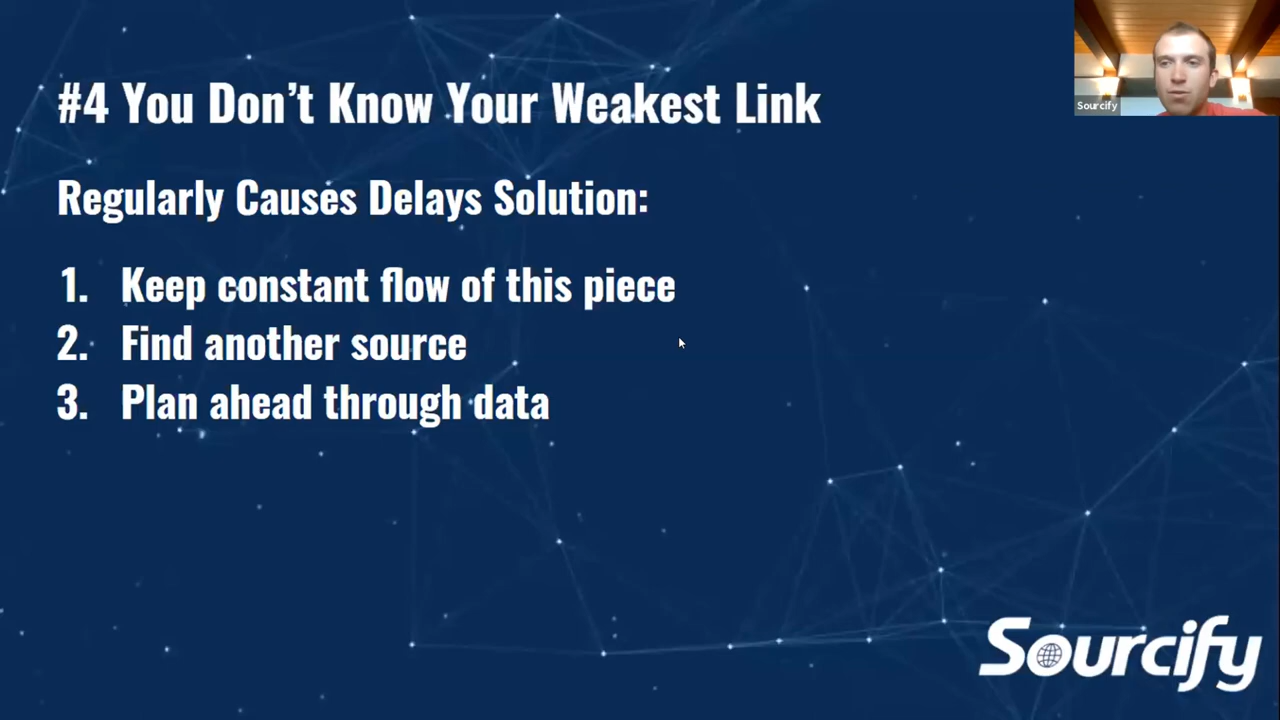 #4 You Don't Know Your Weakest Link
Sourcify
Regularly Causes Delays Solution:
1. Keep constant flow of this piece
2. Find another source
3. Plan ahead through data
Sourcify